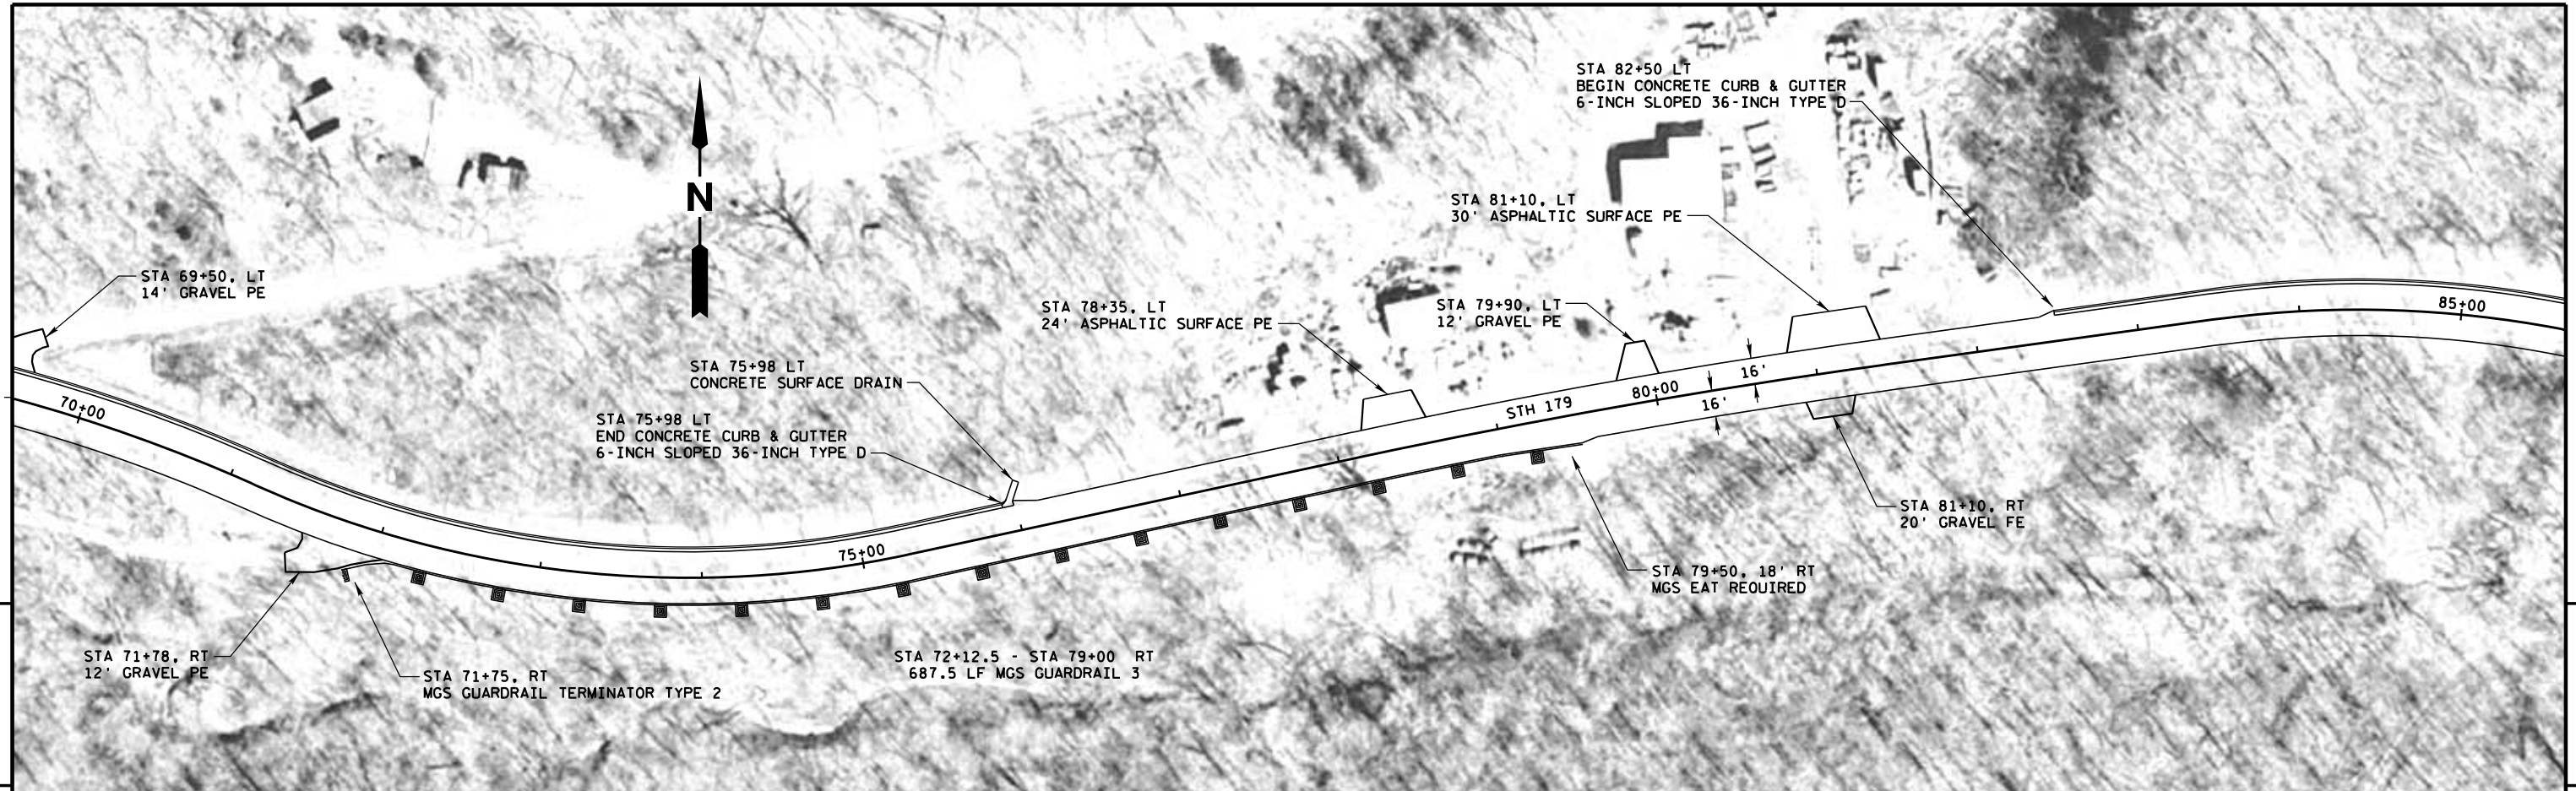 STA 82+50 LT
BEGIN CONCRETE CURB & GUTTER
6-INCH SLOPED 36-INCH TYPE D
N
STA 81+10, LT
30' ASPHALTIC SURFACE PE
STA 69+50, LT
14' GRAVEL PE
STA 78+35, LT
24' ASPHALTIC SURFACE PE
STA 79+90, LT
12' GRAVEL PE
85+00
STA 75+98 LT
CONCRETE SURFACE DRAIN
16'
80+00
STH 179
16'
70+00
STA 75+98 LT
END CONCRETE CURB & GUTTER
6-INCH SLOPED 36-INCH TYPE D
STA 81+10, RT
20' GRAVEL FE
75+00
STA 79+50, 18' RT
MGS EAT REQUIRED
STA 71+78, RT
12' GRAVEL PE
STA 72+12.5 - STA 79+00 RT
687.5 LF MGS GUARDRAIL 3
STA 71+75, RT
MGS GUARDRAIL TERMINATOR TYPE 2